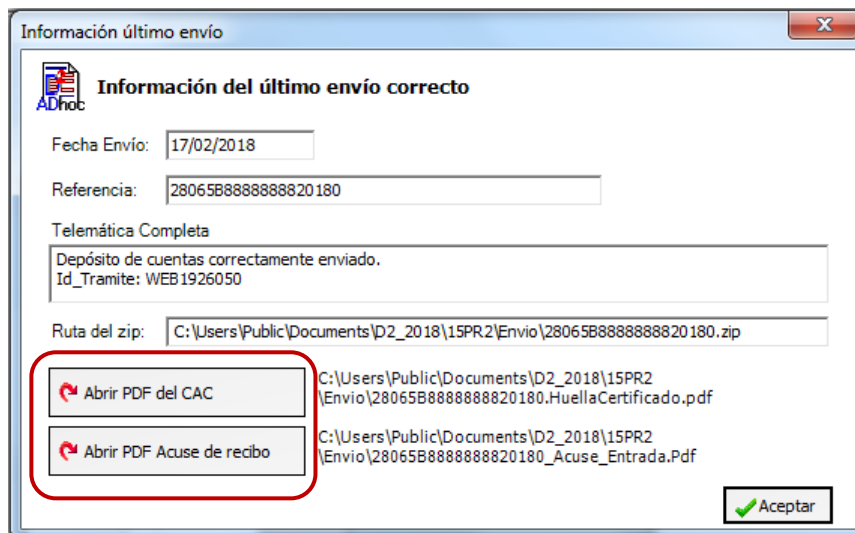 Información último envío
x
ADhoc
Información del último envío correcto
Fecha Envío: 17/02/2018
Referencia: 28065B8888888820180
Telemática Completa
Depósito de cuentas correctamente enviado.
Id_Tramite: WEB1926050
Ruta del zip: C:\Users\Public\Documents\D2_2018\15PR2\Envio\28065B8888888820180.zip
Abrir PDF del CAC
C:\Users\Public\Documents\D2_2018\15PR2
\Envio\28065B8888888820180.HuellaCertificado.pdf
Abrir PDF Acuse de recibo
C:\Users\Public\Documents\D2_2018\15PR2
\Envio\28065B8888888820180_Acuse_Entrada.Pdf
Aceptar